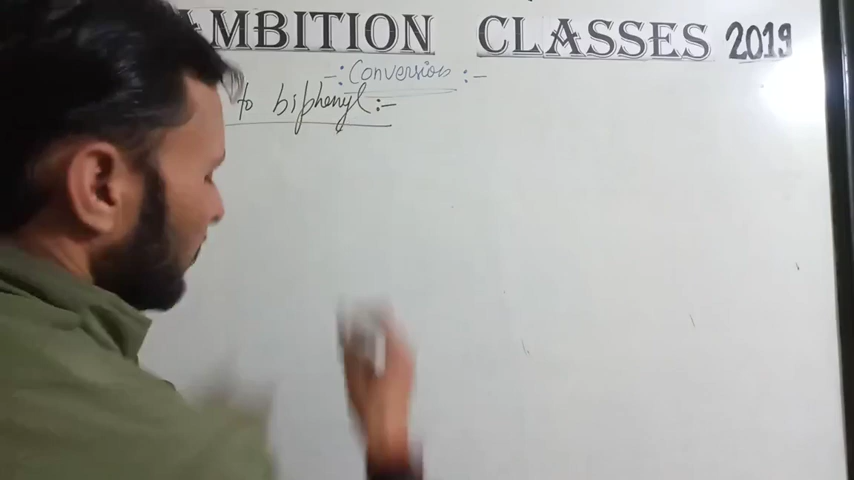 AMBITION CLASSES 2019
-: Conversion :-
to biphenyl :-